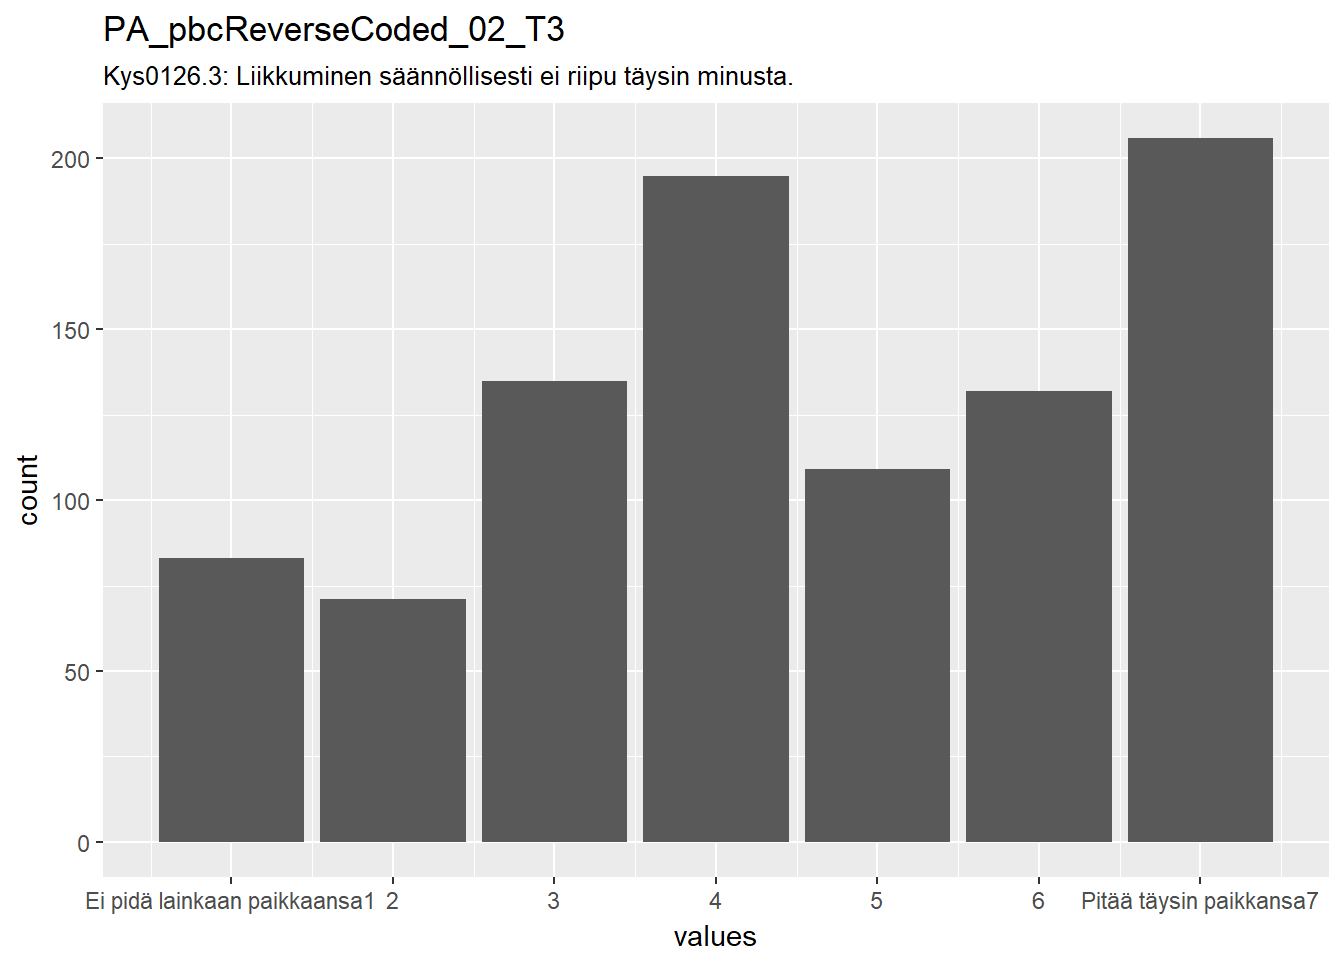 PA_pbcReverseCoded_02_T3
Kys0126.3: Liikkuminen säännöllisesti ei riipu täysin minusta.
200
150
100
50
0
count
Ei pidä lainkaan paikkaansa1 2 3 4 5 6 Pitää täysin paikkansa7
values